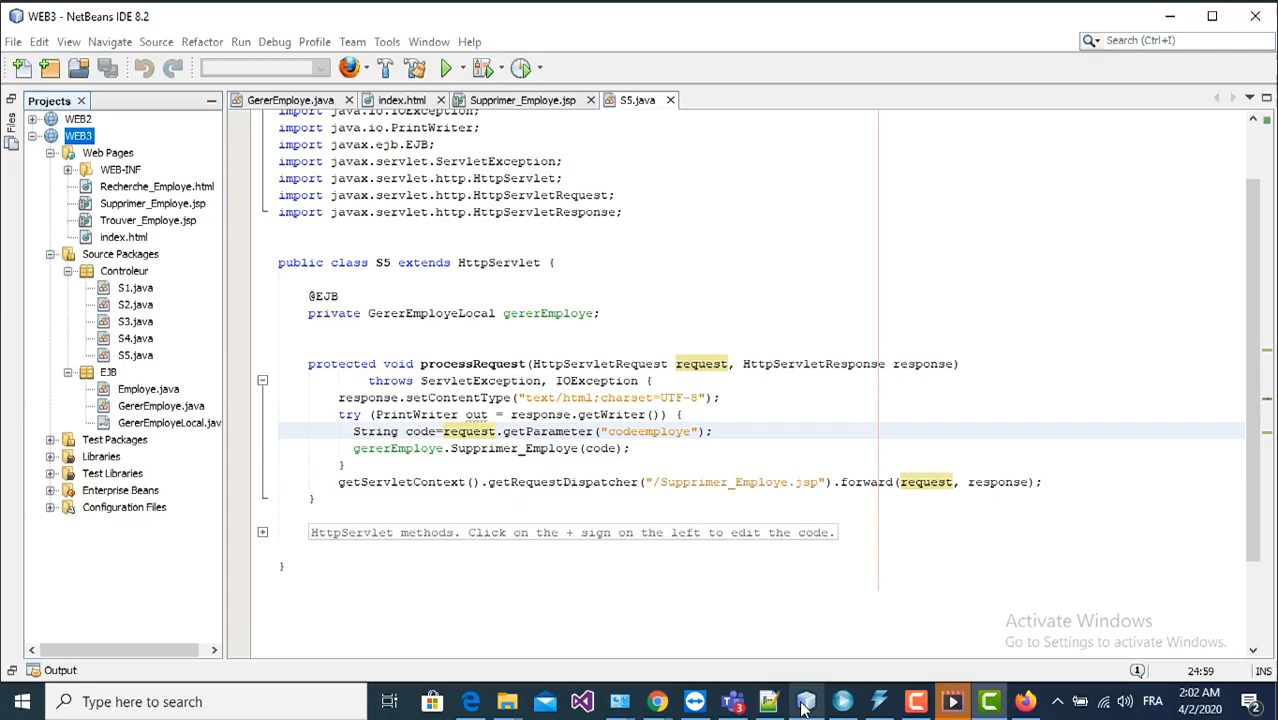 WEB3 - NetBeans IDE 8.2
File Edit View Navigate Source Refactor Run Debug Profile Team Tools Window Help
Search (Ctrl+I)
Projects
GererEmploye.java
index.html
Supprimer_Employe.jsp
S5.java
Files
WEB2
WEB3
Web Pages
WEB-INF
Recherche_Employe.html
Supprimer_Employe.jsp
Trouver_Employe.jsp
index.html
Source Packages
Controleur
S1.java
S2.java
S3.java
S4.java
S5.java
EJB
Employe.java
GererEmploye.java
GererEmployeLocal.jav
Test Packages
Libraries
Test Libraries
Enterprise Beans
Configuration Files
import java.io.IOException;
import java.io.PrintWriter;
import javax.ejb.EJB;
import javax.servlet.ServletException;
import javax.servlet.http.HttpServlet;
import javax.servlet.http.HttpServletRequest;
import javax.servlet.http.HttpServletResponse;
public class S5 extends HttpServlet {
@EJB
private GererEmployeLocal gererEmploye;
protected void processRequest(HttpServletRequest request, HttpServletResponse response)
throws ServletException, IOException {
response.setContentType("text/html;charset=UTF-8");
try (PrintWriter out = response.getWriter()) {
String code=request.getParameter("codeemploye");
gererEmploye.Supprimer_Employe(code);
}
getServletContext().getRequestDispatcher("/Supprimer_Employe.jsp").forward(request, response);
}
HttpServlet methods. Click on the + sign on the left to edit the code.
}
Activate Windows
Go to Settings to activate Windows.
Output
24:59
INS
Type here to search
FRA
2:02 AM
4/2/2020